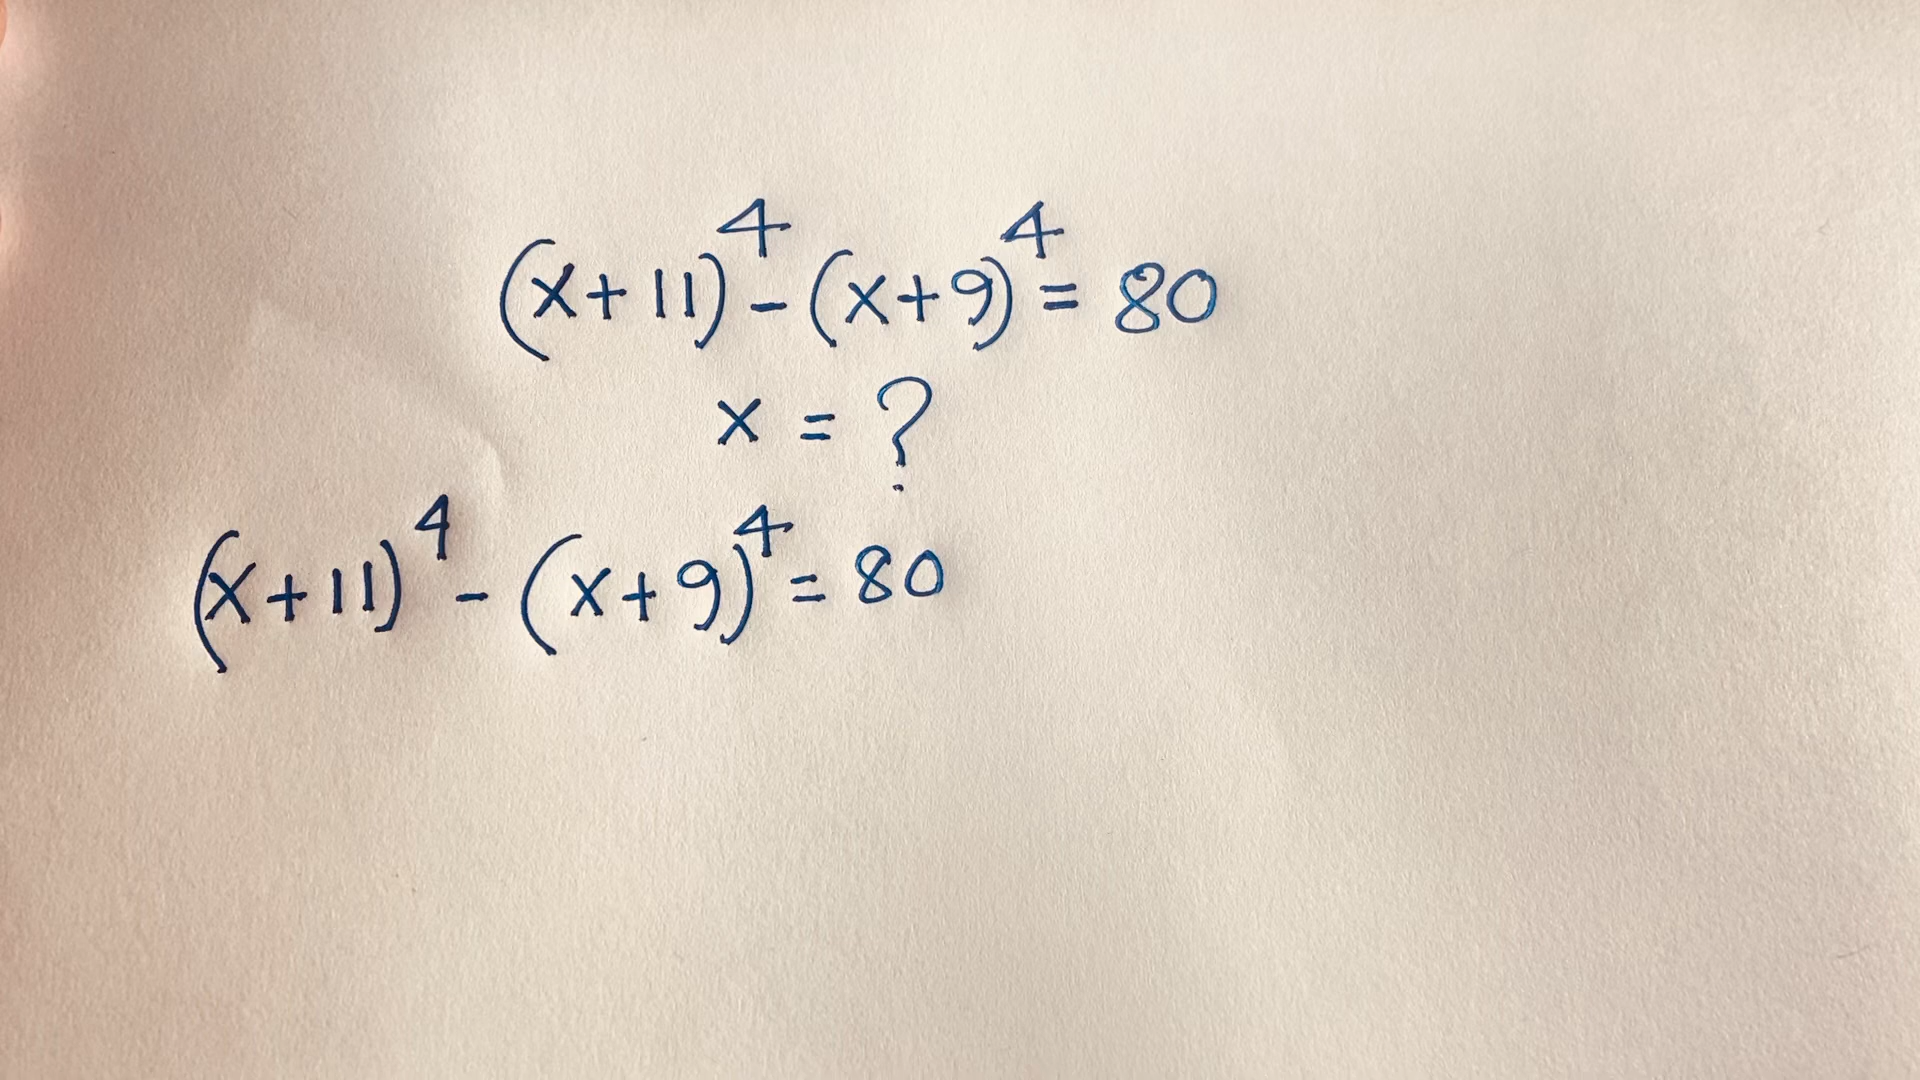 (x+11)⁴-(x+9)⁴=80
x = ?
(x+11)⁴-(x+9)⁴=80